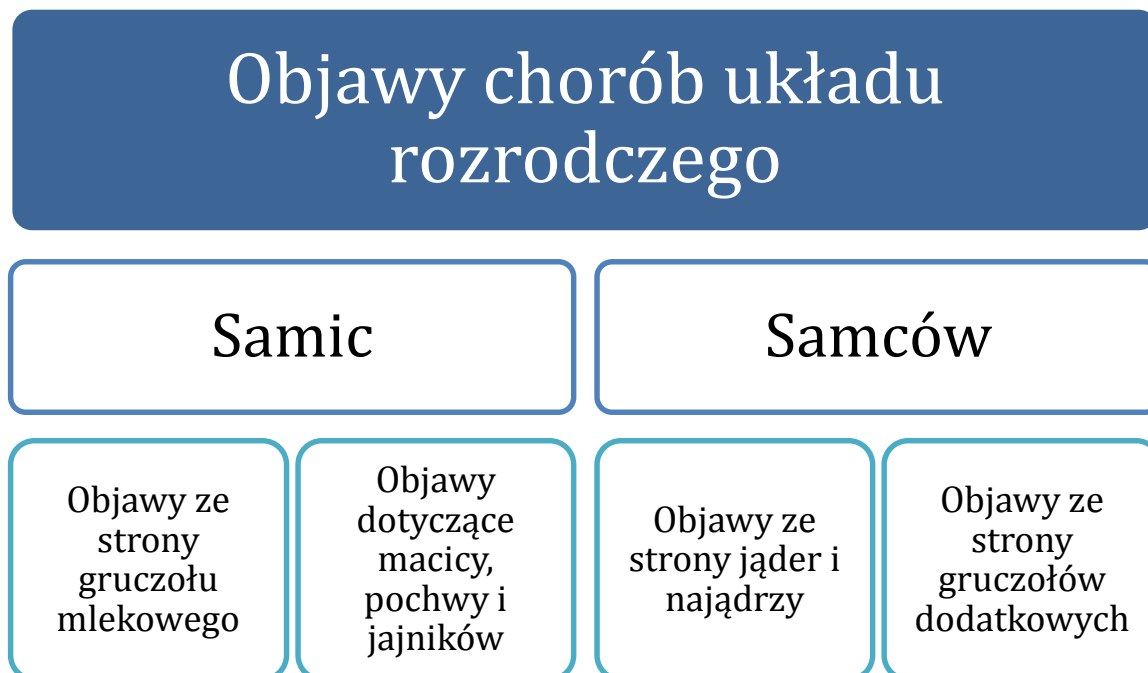 Objawy chorób układu
rozrodczego
Samic
Samców
Objawy ze
strony
gruczołu
mlekowego
Objawy
dotyczące
macicy,
pochwy i
jajników
Objawy ze
strony jąder i
najądrzy
Objawy ze
strony
gruczołów
dodatkowych